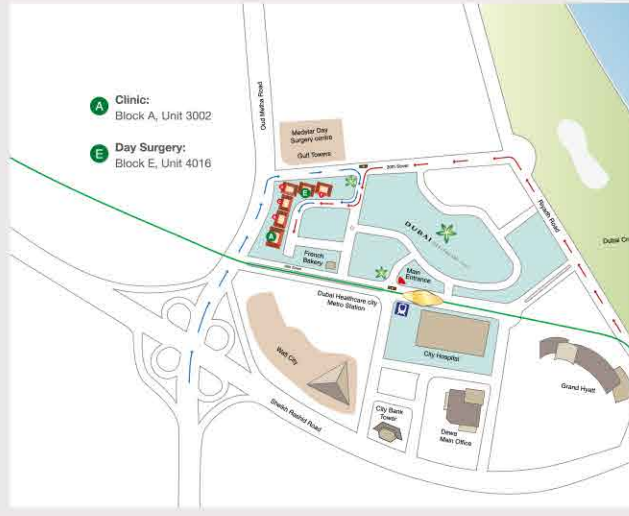 A
Clinic:
Block A, Unit 3002
E
Day Surgery:
Block E, Unit 4016
Oud Metha Road
Medstar Day
Surgery centre
Gulf Towers
Riyadh Road
DUBAI
E
A
French
Bakery
Main
Entrance
Dubai Healthcare city
Metro Station
City Hospital
Wafi City
Sheikh Rashid Road
City Bank
Tower
Dewa
Main Office
Grand Hyatt